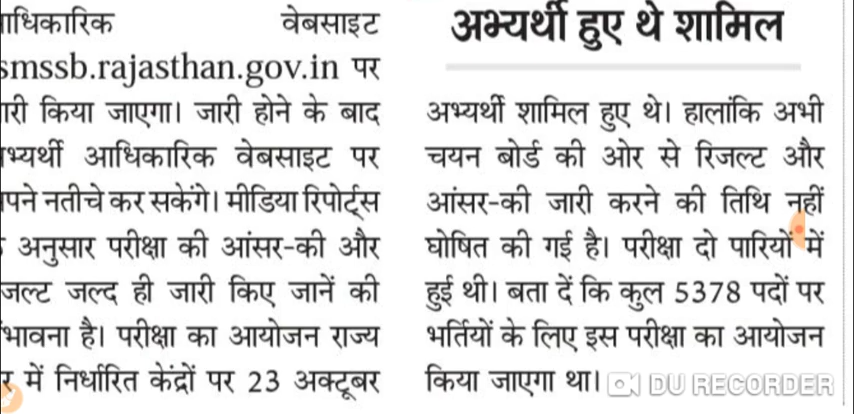 अभ्यर्थी हुए थे शामिल
ाधिकारिक वेबसाइट
smssb.rajasthan.gov.in पर
ारी किया जाएगा। जारी होने के बाद
भ्यर्थी आधिकारिक वेबसाइट पर
पने नतीचे कर सकेंगे। मीडिया रिपोर्ट्स
अनुसार परीक्षा की आंसर-की और
जल्ट जल्द ही जारी किए जानें की
भावना है। परीक्षा का आयोजन राज्य
र में निर्धारित केंद्रों पर 23 अक्टूबर
अभ्यर्थी शामिल हुए थे। हालांकि अभी
चयन बोर्ड की ओर से रिजल्ट और
आंसर-की जारी करने की तिथि नहीं
घोषित की गई है। परीक्षा दो पारियों में
हुई थी। बता दें कि कुल 5378 पदों पर
भर्तियों के लिए इस परीक्षा का आयोजन
किया जाएगा था।
DU RECORDER